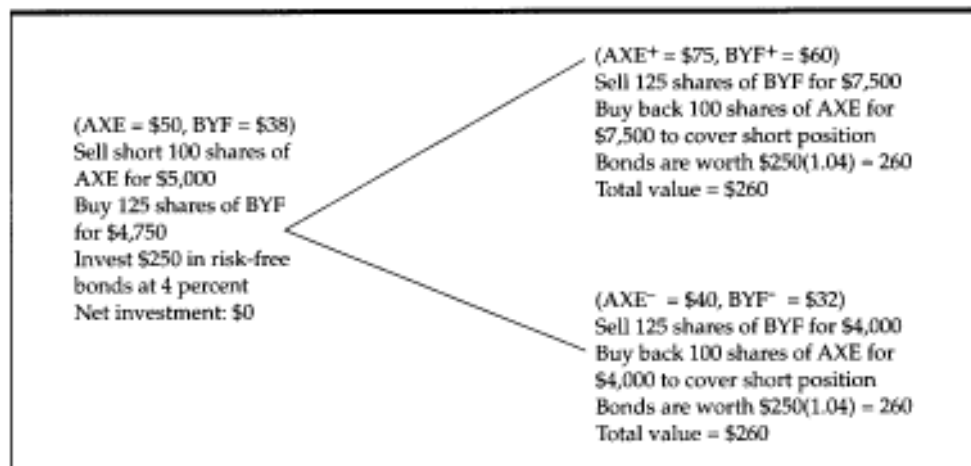 (AXE = $50, BYF = $38)
Sell short 100 shares of
AXE for $5,000
Buy 125 shares of BYF
for $4,750
Invest $250 in risk-free
bonds at 4 percent
Net investment: $0
(AXE⁺ = $75, BYF⁺ = $60)
Sell 125 shares of BYF for $7,500
Buy back 100 shares of AXE for
$7,500 to cover short position
Bonds are worth $250(1.04) = 260
Total value = $260
(AXE⁻ = $40, BYF⁻ = $32)
Sell 125 shares of BYF for $4,000
Buy back 100 shares of AXE for
$4,000 to cover short position
Bonds are worth $250(1.04) = 260
Total value = $260